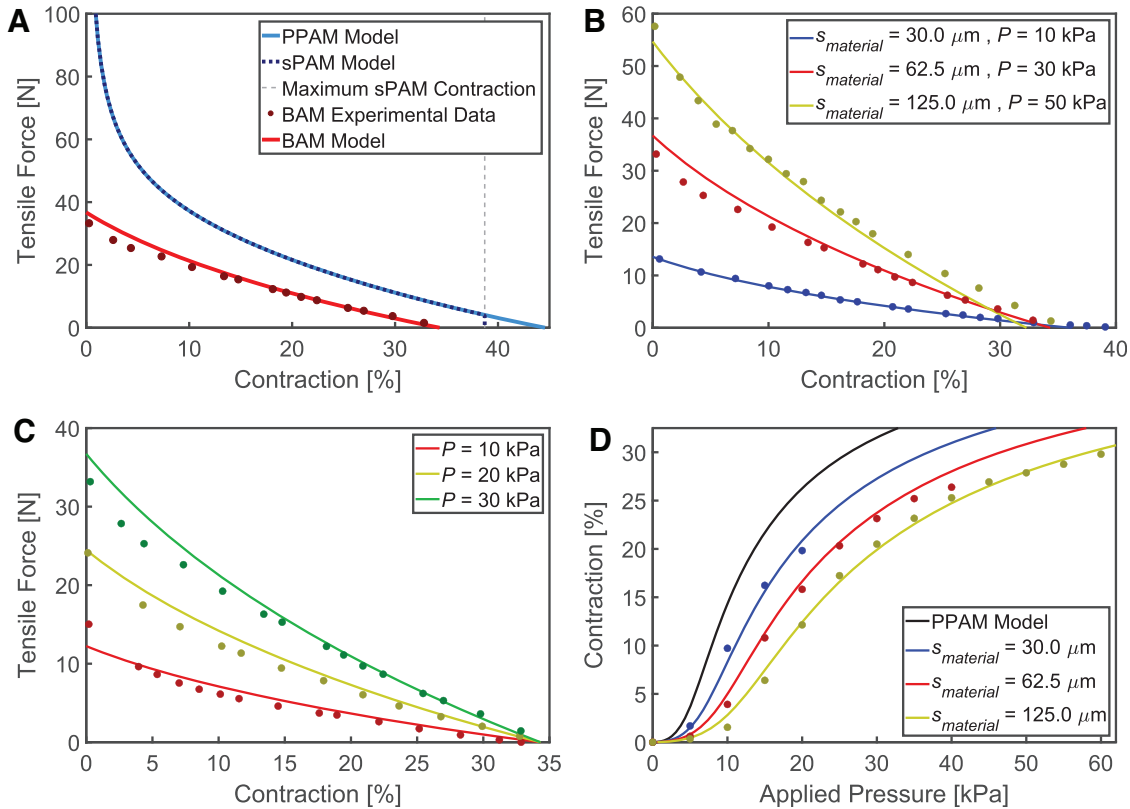 A
100
80
60
40
20
0
Tensile Force [N]
0
10
20
30
40
Contraction [%]
PPAM Model
sPAM Model
Maximum sPAM Contraction
BAM Experimental Data
BAM Model
B
60
50
40
30
20
10
0
Tensile Force [N]
0
10
20
30
40
Contraction [%]
s_material = 30.0 μm , P = 10 kPa
s_material = 62.5 μm , P = 30 kPa
s_material = 125.0 μm , P = 50 kPa
C
40
30
20
10
0
Tensile Force [N]
0
5
10
15
20
25
30
35
Contraction [%]
P = 10 kPa
P = 20 kPa
P = 30 kPa
D
30
25
20
15
10
5
0
Contraction [%]
0
10
20
30
40
50
60
Applied Pressure [kPa]
PPAM Model
s_material = 30.0 μm
s_material = 62.5 μm
s_material = 125.0 μm